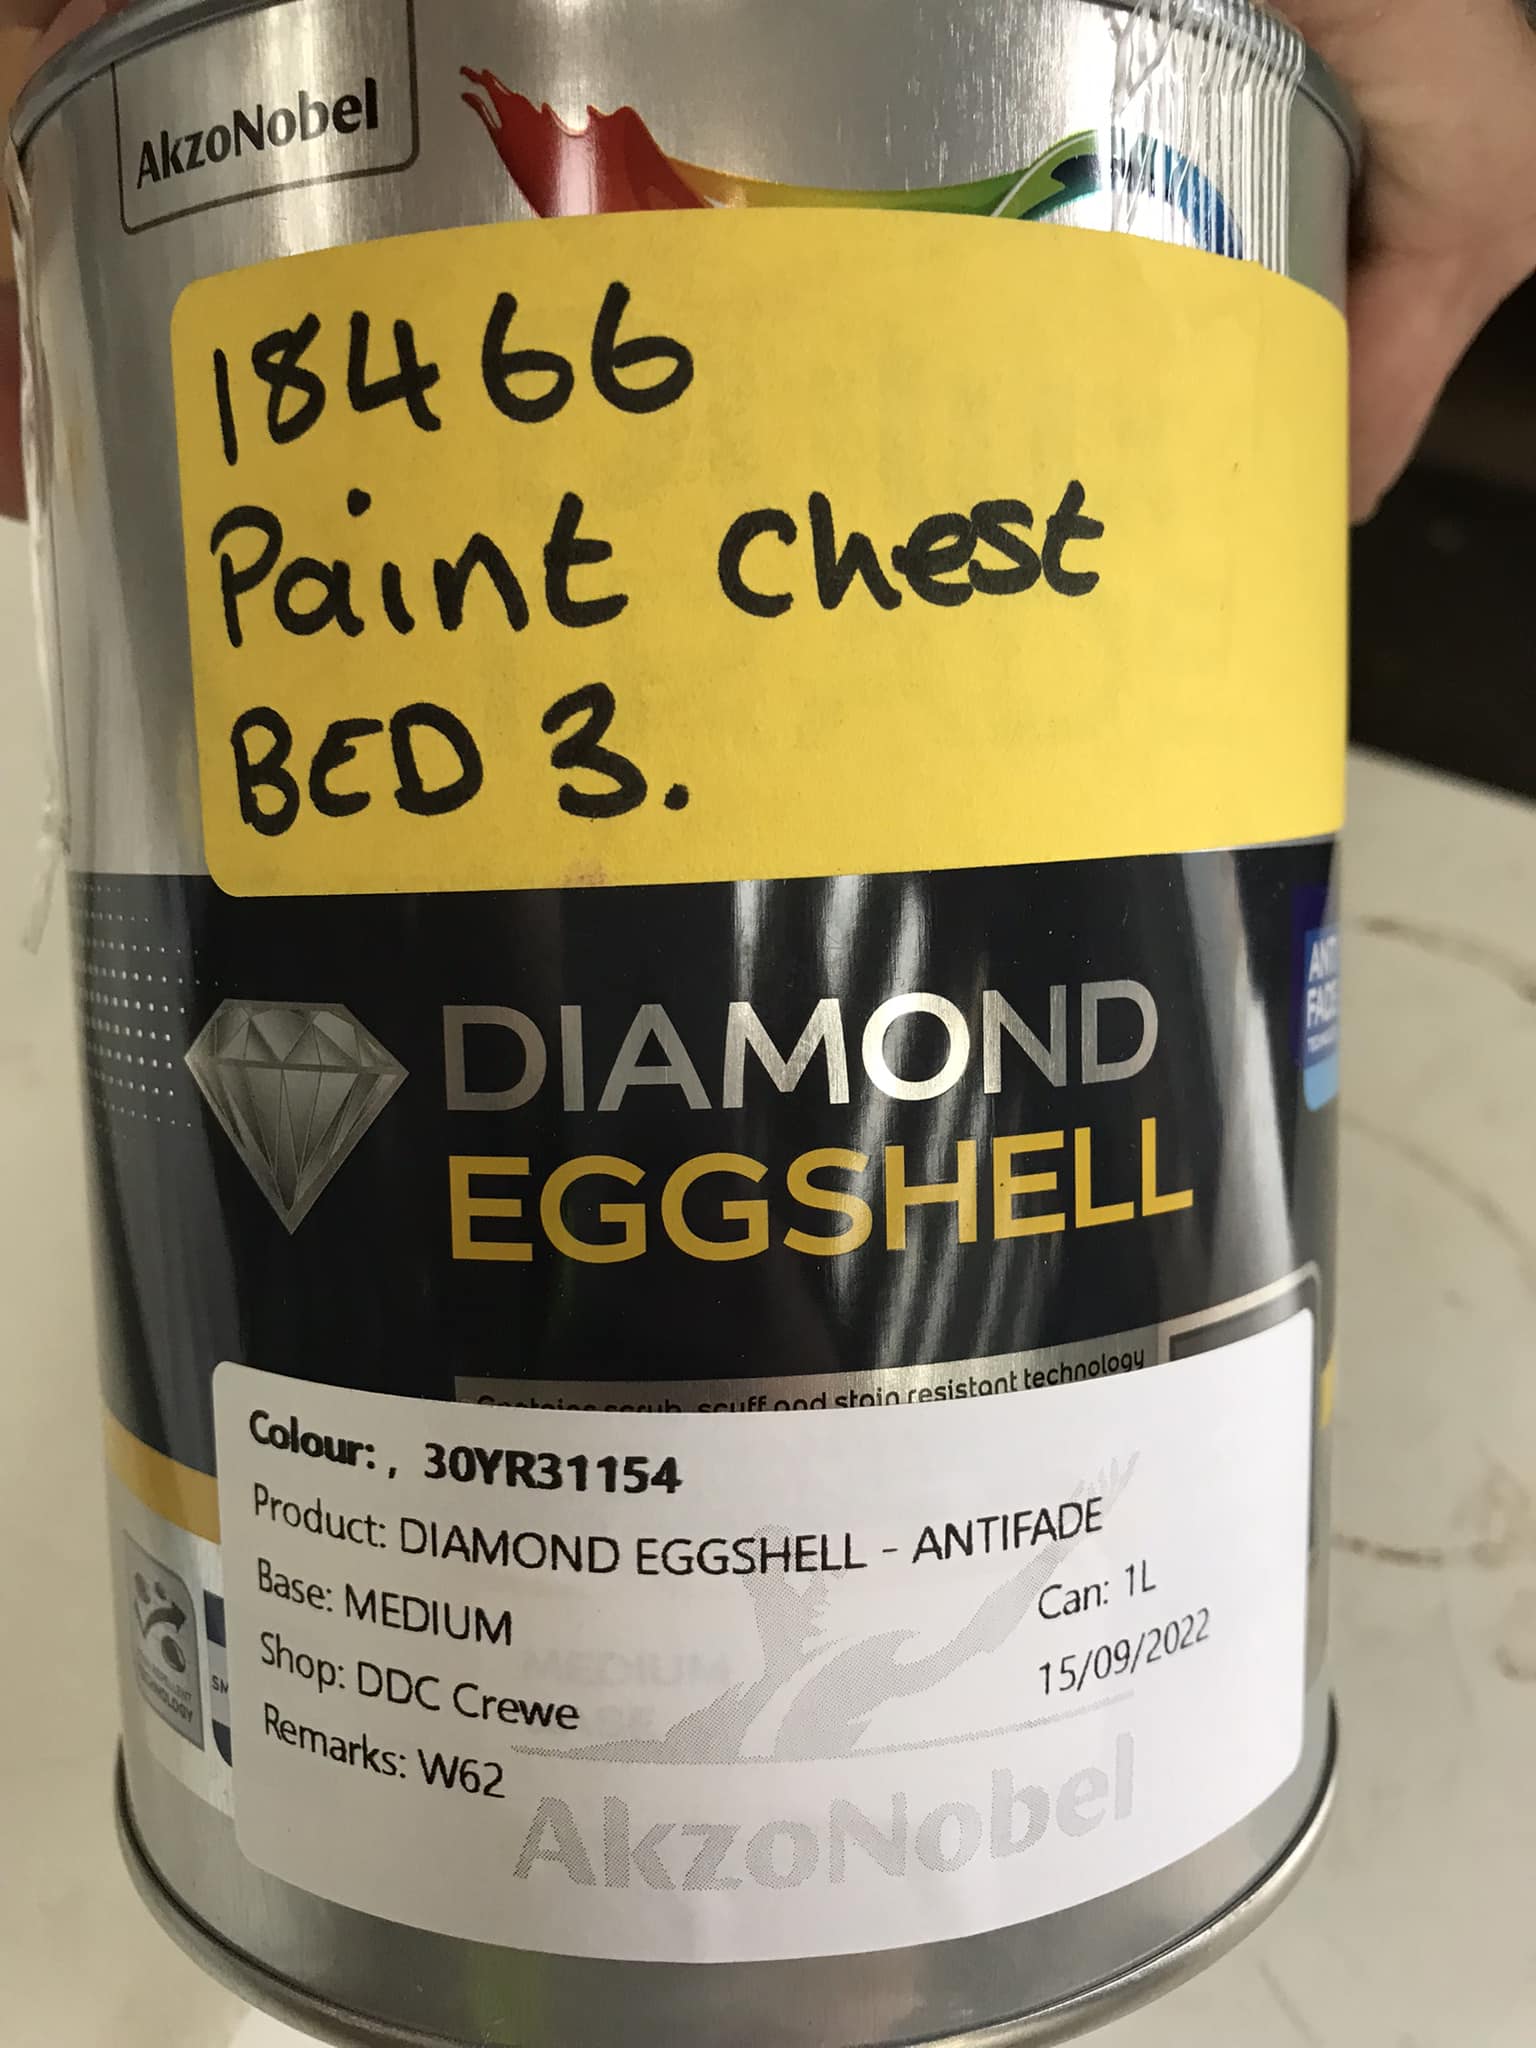 AkzoNobel
18466
Paint Chest
BED 3.
ANTI
FADE
DIAMOND
EGGSHELL
Contains scrub, scuff and stain resistant technology
Colour: , 30YR31154
Product: DIAMOND EGGSHELL - ANTIFADE
Base: MEDIUM
Can: 1L
Shop: DDC Crewe
15/09/2022
Remarks: W62
MEDIUM
AkzoNobel